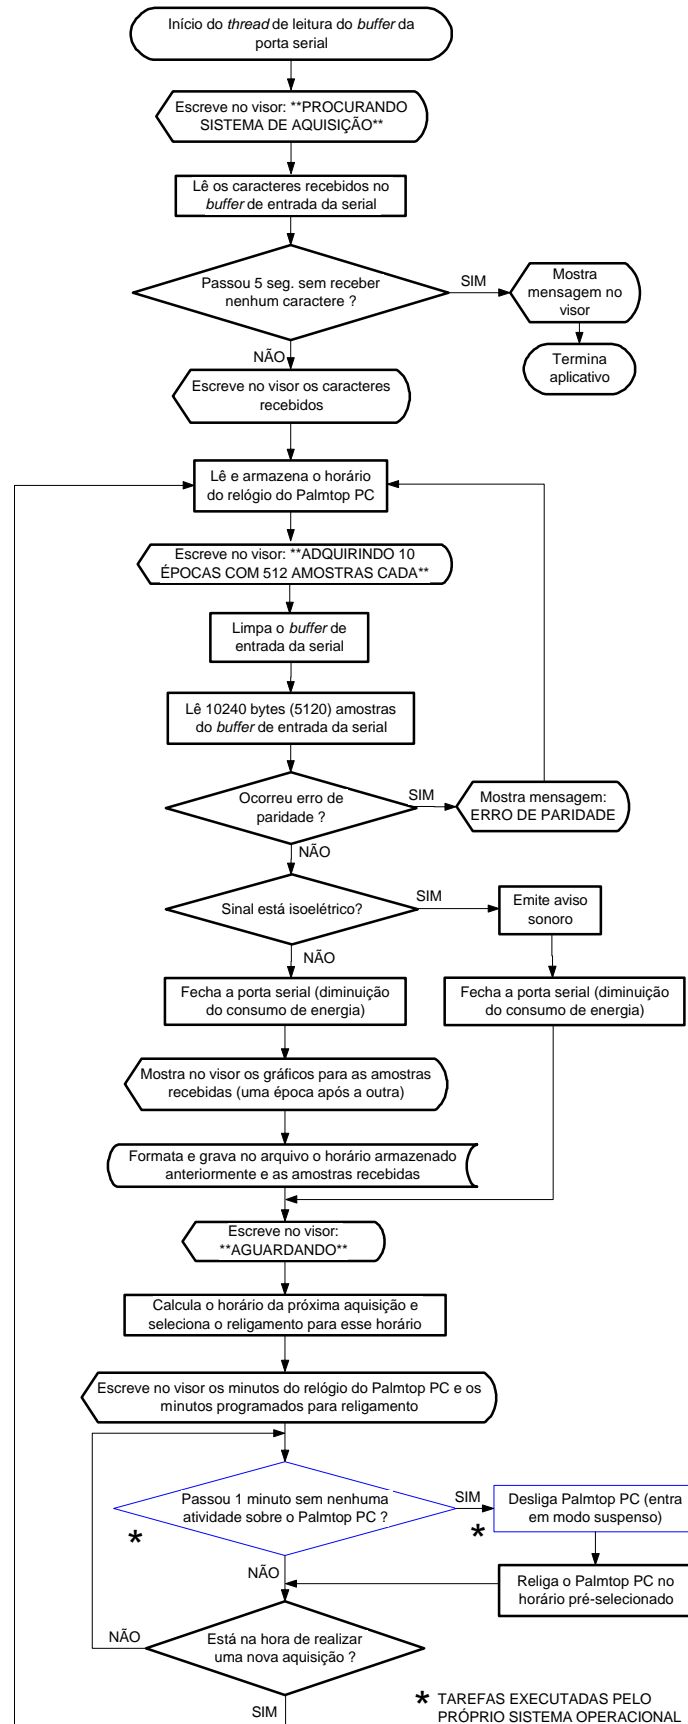 Início do thread de leitura do buffer da
porta serial
Escreve no visor: **PROCURANDO
SISTEMA DE AQUISIÇÃO**
Lê os caracteres recebidos no
buffer de entrada da serial
Passou 5 seg. sem receber
nenhum caractere ?
SIM
Mostra
mensagem no
visor
Termina
aplicativo
NÃO
Escreve no visor os caracteres
recebidos
Lê e armazena o horário
do relógio do Palmtop PC
Escreve no visor: **ADQUIRINDO 10
ÉPOCAS COM 512 AMOSTRAS CADA**
Limpa o buffer de
entrada da serial
Lê 10240 bytes (5120) amostras
do buffer de entrada da serial
Ocorreu erro de
paridade ?
SIM
Mostra mensagem:
ERRO DE PARIDADE
NÃO
Sinal está isoelétrico?
SIM
Emite aviso
sonoro
NÃO
Fecha a porta serial (diminuição
do consumo de energia)
Fecha a porta serial (diminuição
do consumo de energia)
Mostra no visor os gráficos para as amostras
recebidas (uma época após a outra)
Formata e grava no arquivo o horário armazenado
anteriormente e as amostras recebidas
Escreve no visor:
**AGUARDANDO**
Calcula o horário da próxima aquisição e
seleciona o religamento para esse horário
Escreve no visor os minutos do relógio do Palmtop PC e os
minutos programados para religamento
Passou 1 minuto sem nenhuma
atividade sobre o Palmtop PC ?
*
SIM
*
Desliga Palmtop PC (entra
em modo suspenso)
NÃO
Religa o Palmtop PC no
horário pré-selecionado
NÃO
Está na hora de realizar
uma nova aquisição ?
SIM
* TAREFAS EXECUTADAS PELO
PRÓPRIO SISTEMA OPERACIONAL